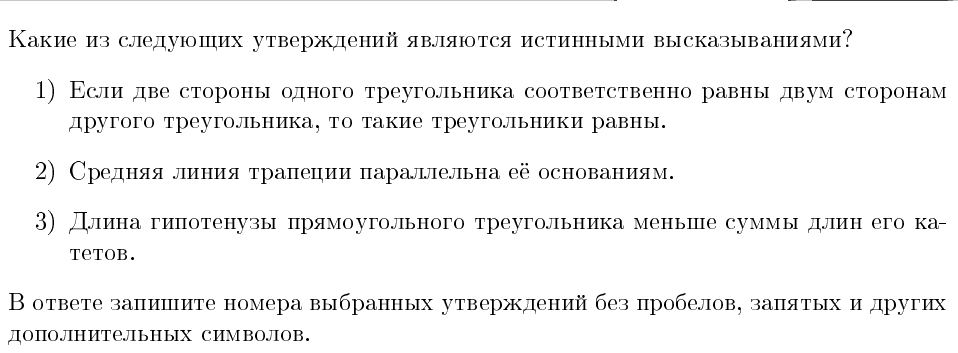 Какие из следующих утверждений являются истинными высказываниями?
1) Если две стороны одного треугольника соответственно равны двум сторонам
другого треугольника, то такие треугольники равны.
2) Средняя линия трапеции параллельна её основаниям.
3) Длина гипотенузы прямоугольного треугольника меньше суммы длин его ка-
тетов.
В ответе запишите номера выбранных утверждений без пробелов, запятых и других
дополнительных символов.